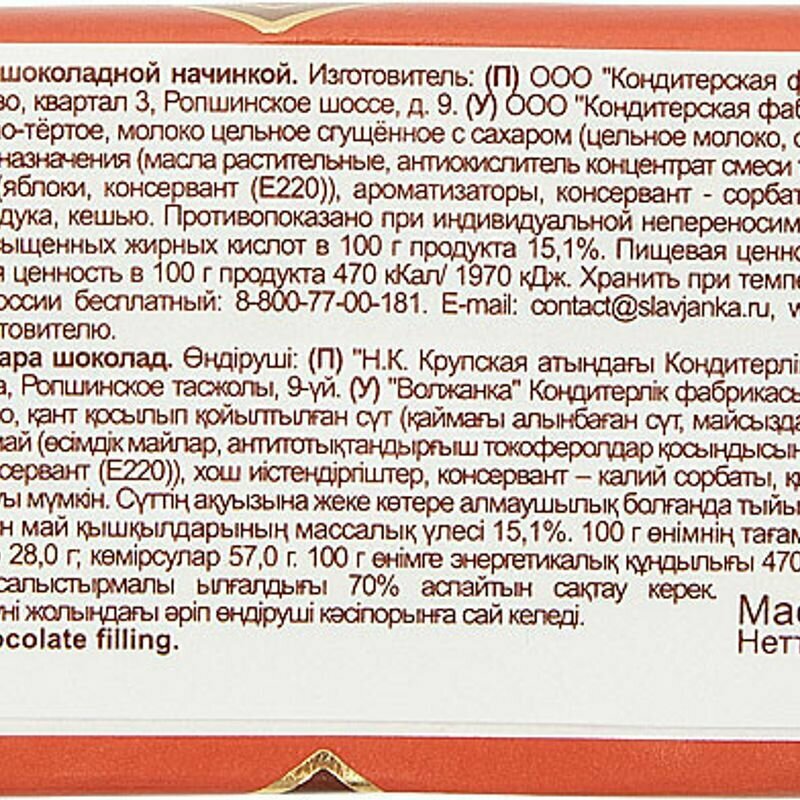 шоколадной начинкой. Изготовитель: (П) ООО "Кондитерская ф
во, квартал 3, Ропшинское шоссе, д. 9. (У) ООО "Кондитерская фаб
о-тёртое, молоко цельное сгущённое с сахаром (цельное молоко, с
назначения (масла растительные, антиокислитель концентрат смеси
(яблоки, консервант (Е220)), ароматизаторы, консервант - сорбат
дука, кешью. Противопоказано при индивидуальной непереносим
сыщенных жирных кислот в 100 г продукта 15,1%. Пищевая ценно
я ценность в 100 г продукта 470 кКал/ 1970 кДж. Хранить при темпе
оссии бесплатный: 8-800-77-00-181. E-mail: contact@slavjanka.ru, w
товителю.
ара шоколад. Өндіруші: (П) "Н.К. Крупская атындағы Кондитерлік
а, Ропшинское тасжолы, 9-үй. (У) "Волжанка" Кондитерлік фабрикасы
о, қант қосылып қойылтылған сүт (қаймағы алынбаған сүт, майсызда
май (өсімдік майлар, антитотықтандырғыш токоферолдар қосындысын
сервант (Е220)), хош иістендіргіштер, консервант – калий сорбаты, қ
уы мүмкін. Сүттің ақуызына жеке көтере алмаушылық болғанда тыйы
н май қышқылдарының массалық үлесі 15,1%. 100 г өнімнің тағам
28,0 г; көмірсулар 57,0 г. 100 г өнімге энергетикалық құндылығы 470
салыстырмалы ылғалдығы 70% аспайтын сақтау керек.
үні жолындағы әріп өндіруші кәсіпорынға сай келеді.
ocolate filling.
Мас
Нетт